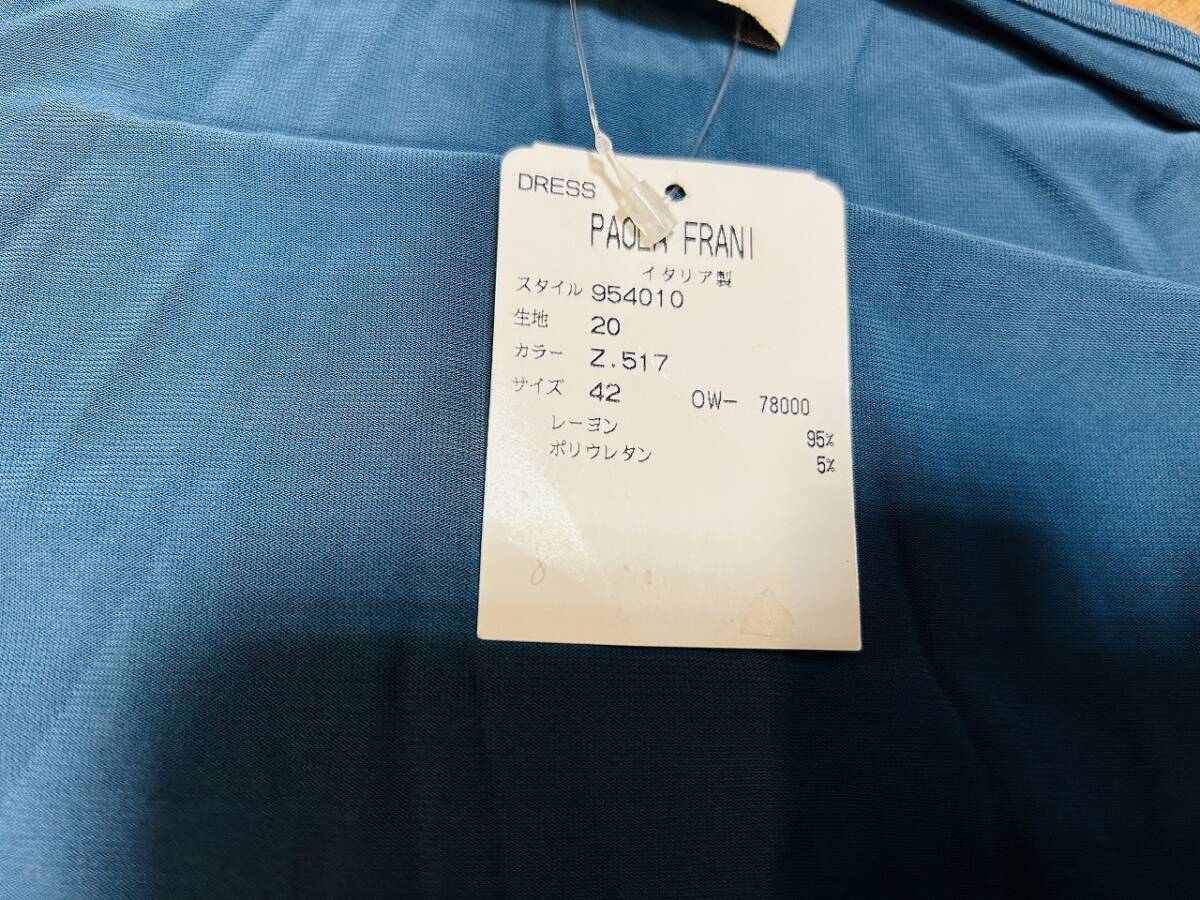 DRESS
PAOLA FRANI
イタリア製
スタイル 954010
生地 20
カラー Z.517
サイズ 42 OW- 78000
レーヨン 95%
ポリウレタン 5%
8